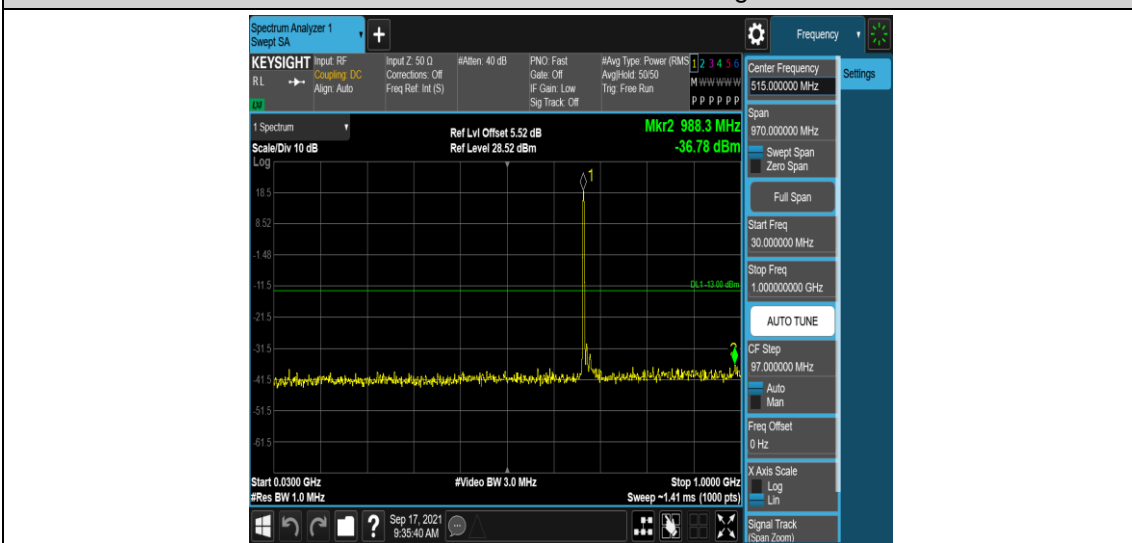 Spectrum Analyzer 1
Swept SA
+
Frequency
KEYSIGHT
RL
Input: RF
Coupling: DC
Align: Auto
Input Z: 50 Ω
Corrections: Off
Freq Ref: Int (S)
#Atten: 40 dB
PNO: Fast
Gate: Off
IF Gain: Low
Sig Track: Off
#Avg Type: Power (RMS
Avg|Hold: 50/50
Trig: Free Run
1 2 3 4 5 6
M W W W W W
P P P P P P
1 Spectrum
Scale/Div 10 dB
Log
Ref Lvl Offset 5.52 dB
Ref Level 28.52 dBm
Mkr2 988.3 MHz
-36.78 dBm
18.5
8.52
-1.48
-11.5
-21.5
-31.5
-41.5
-51.5
-61.5
1
DL1 -13.00 dBm
2
Start 0.0300 GHz
#Res BW 1.0 MHz
#Video BW 3.0 MHz
Stop 1.0000 GHz
Sweep ~1.41 ms (1000 pts)
Sep 17, 2021
9:35:40 AM
?
Center Frequency
515.000000 MHz
Settings
Span
970.000000 MHz
Swept Span
Zero Span
Full Span
Start Freq
30.000000 MHz
Stop Freq
1.000000000 GHz
AUTO TUNE
CF Step
97.000000 MHz
Auto
Man
Freq Offset
0 Hz
X Axis Scale
Log
Lin
Signal Track
(Span Zoom)